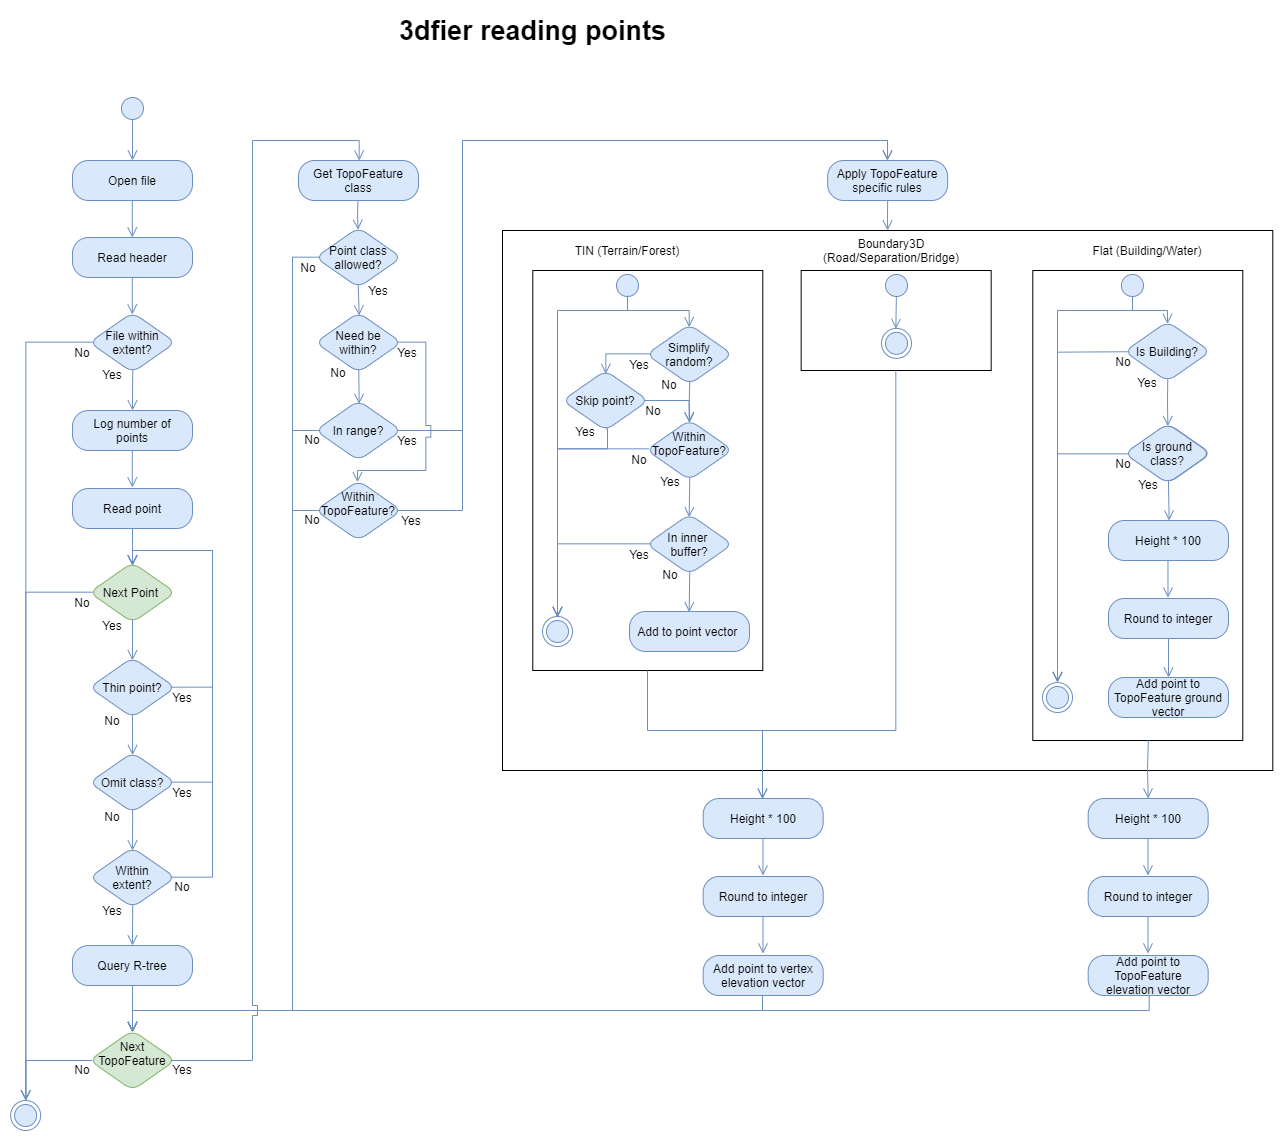 3dfier reading points
Open file
Read header
File within
extent?
No
Yes
Log number of
points
Read point
Next Point
No
Yes
Thin point?
Yes
No
Omit class?
Yes
No
Within
extent?
No
Yes
Query R-tree
Next
TopoFeature
No
Yes
Get TopoFeature
class
Point class
allowed?
No
Yes
Need be
within?
Yes
No
In range?
No
Yes
Within
TopoFeature?
No
Yes
Apply TopoFeature
specific rules
TIN (Terrain/Forest)
Simplify
random?
Yes
No
Skip point?
No
Yes
Within
TopoFeature?
No
Yes
In inner
buffer?
Yes
No
Add to point vector
Boundary3D
(Road/Separation/Bridge)
Flat (Building/Water)
Is Building?
No
Yes
Is ground
class?
No
Yes
Height * 100
Round to integer
Add point to
TopoFeature ground
vector
Height * 100
Round to integer
Add point to vertex
elevation vector
Height * 100
Round to integer
Add point to
TopoFeature
elevation vector